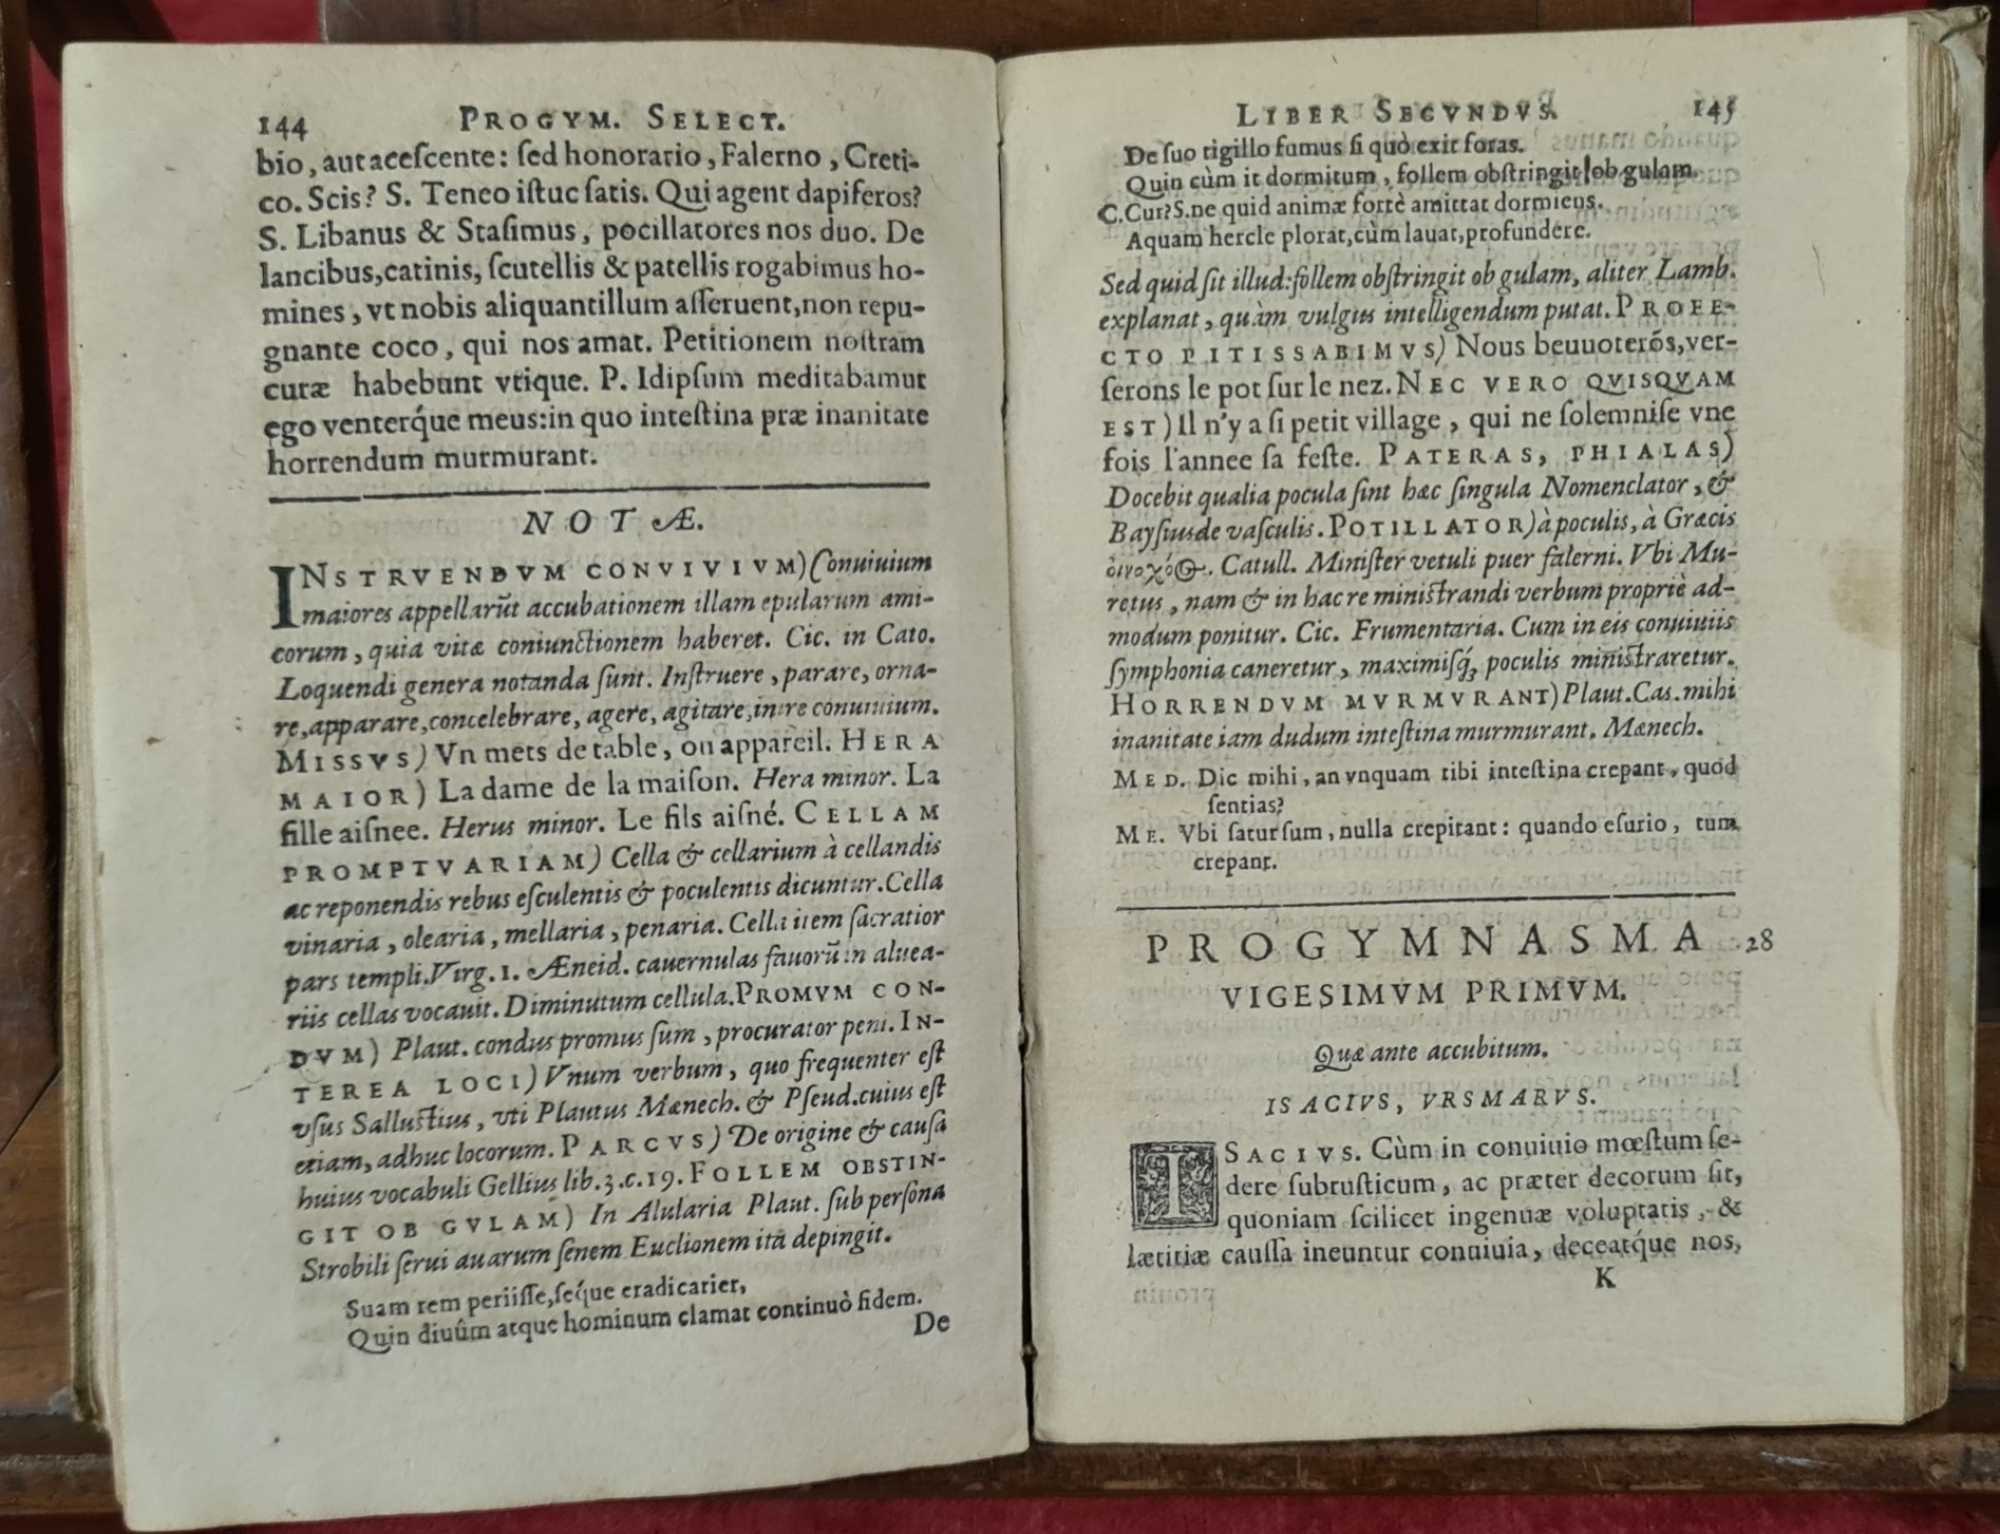 144 PROGYM. SELECT.
bio, aut acescente: sed honorario, Falerno, Creti-
co. Scis? S. Teneo istuc satis. Qui agent dapiferos?
S. Libanus & Stasimus, pocillatores nos duo. De
lancibus, catinis, scutellis & patellis rogabimus ho-
mines, vt nobis aliquantillum asseruent, non repu-
gnante coco, qui nos amat. Petitionem nostram
curæ habebunt vtique. P. Idipsum meditabamur
ego venterq́ue meus: in quo intestina præ inanitate
horrendum murmurant.
NOTÆ.
INSTRVENDVM CONVIVIVM) Conuiuium
maiores appellarũt accubationem illam epularum ami-
corum, quia vitæ coniunctionem haberet. Cic. in Cato.
Loquendi genera notanda sunt. Instruere, parare, orna-
re, apparare, concelebrare, agere, agitare, inire conuiuium.
MISSVS) Vn mets de table, ou appareil. HERA
MAIOR) La dame de la maison. Hera minor. La
fille aisnee. Herus minor. Le fils aisné. CELLAM
PROMPTVARIAM) Cella & cellarium à cellandis
ac reponendis rebus esculentis & poculentis dicuntur. Cella
vinaria, olearia, mellaria, penaria. Cella item sacratior
pars templi. Virg. 1. Æneid. cauernulas fauorũ in aluea-
riis cellas vocauit. Diminutum cellula. PROMVM CON-
DVM) Plaut. condus promus sum, procurator peni. IN-
TEREA LOCI) Vnum verbum, quo frequenter est
vsus Sallustius, vti Plautus Mænech. & Pseud. cuius est
etiam, adhuc locorum. PARCVS) De origine & causa
huius vocabuli Gellius lib. 3. c. 19. FOLLEM OBSTIN-
GIT OB GVLAM) In Alularia Plaut. sub persona
Strobili serui auarum senem Euclionem itâ depingit.
Suam rem periisse, seq́ue eradicarier,
Quin diuûm atque hominum clamat continuò fidem.
De
LIBER SECVNDVS. 145
De suo tigillo fumus si quò exit foras.
Quin cùm it dormitum, follem obstringit ob gulam.
C. Cur? S. ne quid animæ fortè amittat dormiens.
Aquam hercle plorat, cùm lauat, profundere.
Sed quid sit illud: follem obstringit ob gulam, aliter Lamb.
explanat, quàm vulgus intelligendum putat. PROFE-
CTO PITISSABIMVS) Nous beuuoterõs, ver-
serons le pot sur le nez. NEC VERO QVISQVAM
EST) Il n'y a si petit village, qui ne solemnise vne
fois l'annee sa feste. PATERAS, PHIALAS)
Docebit qualia pocula sint hæc singula Nomenclator, &
Baysius de vasculis. POTILLATOR) à poculis, à Græcis
οἰνοχόος. Catull. Minister vetuli puer falerni. Vbi Mu-
retus, nam & in hac re ministrandi verbum propriè ad-
modum ponitur. Cic. Frumentaria. Cum in eis conuiuiis
symphonia caneretur, maximisq́; poculis ministraretur.
HORRENDVM MVRMVRANT) Plaut. Cas. mihi
inanitate iam dudum intestina murmurant. Mænech.
MED. Dic mihi, an vnquam tibi intestina crepant, quod
sentias?
ME. Vbi satur sum, nulla crepitant: quando esurio, tum
crepant.
PROGYMNASMA 28
VIGESIMVM PRIMVM.
Quæ ante accubitum.
ISACIVS, VRSMARVS.
ISACIVS. Cùm in conuiuio mœstum se-
dere subrusticum, ac præter decorum sit,
quoniam scilicet ingenuæ voluptatis, &
lætitiæ caussa ineuntur conuiuia, deceatq́ue nos,
K